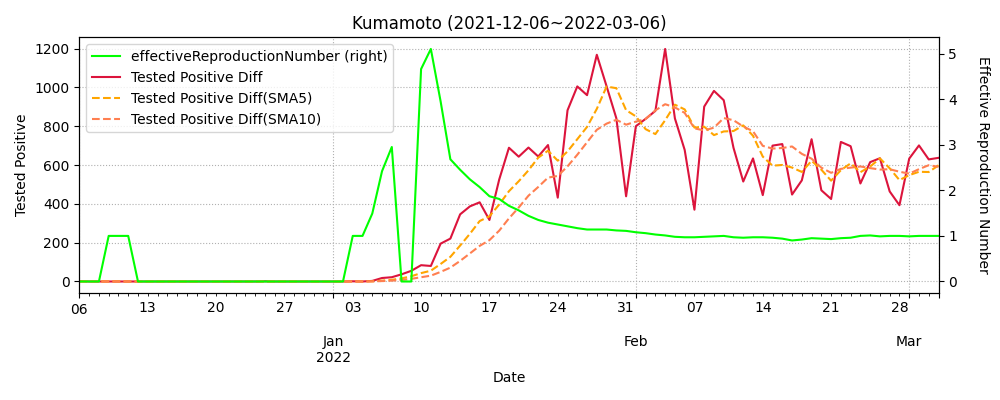 Kumamoto (2021-12-06~2022-03-06)
effectiveReproductionNumber (right)
Tested Positive Diff
Tested Positive Diff(SMA5)
Tested Positive Diff(SMA10)
Tested Positive
1200
1000
800
600
400
200
0
Effective Reproduction Number
5
4
3
2
1
0
06 13 20 27 03 10 17 24 31 07 14 21 28
Jan Feb Mar
2022
Date